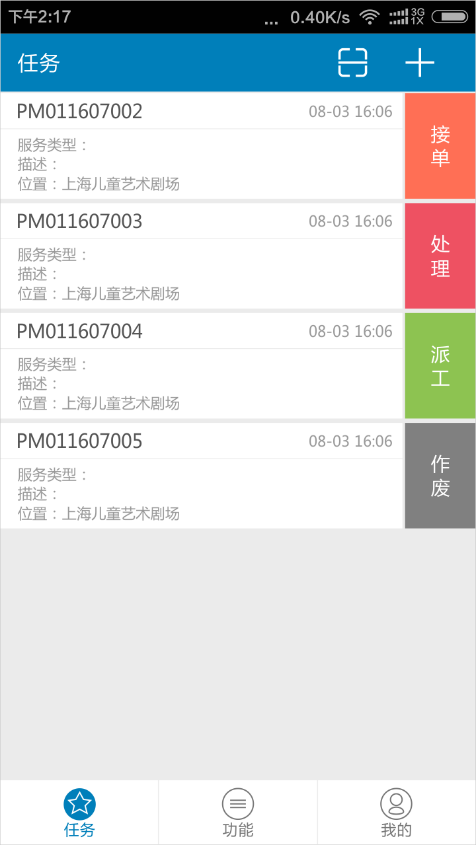 下午2:17 ... 0.40K/s 3G 1X
任务
PM011607002 08-03 16:06
服务类型：
描述：
位置：上海儿童艺术剧场
接单
PM011607003 08-03 16:06
服务类型：
描述：
位置：上海儿童艺术剧场
处理
PM011607004 08-03 16:06
服务类型：
描述：
位置：上海儿童艺术剧场
派工
PM011607005 08-03 16:06
服务类型：
描述：
位置：上海儿童艺术剧场
作废
任务 功能 我的